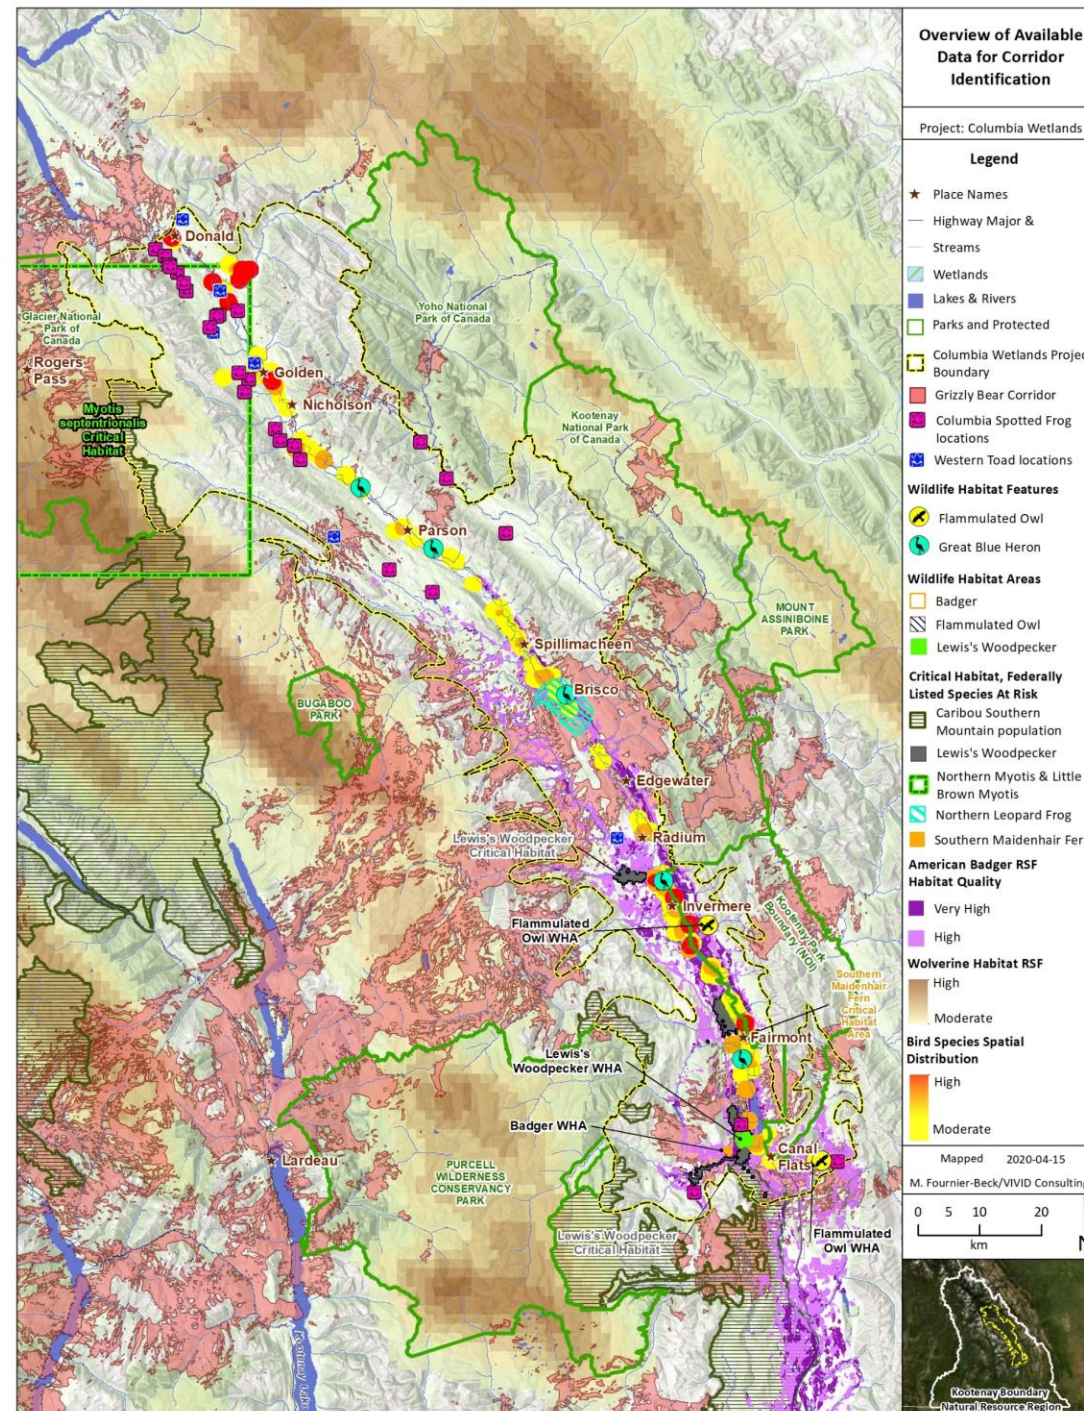 Overview of Available
Data for Corridor
Identification
Project: Columbia Wetlands
Legend
Place Names
Highway Major &
Streams
Wetlands
Lakes & Rivers
Parks and Protected
Columbia Wetlands Projec
Boundary
Grizzly Bear Corridor
Columbia Spotted Frog
locations
Western Toad locations
Wildlife Habitat Features
Flammulated Owl
Great Blue Heron
Wildlife Habitat Areas
Badger
Flammulated Owl
Lewis's Woodpecker
Critical Habitat, Federally
Listed Species At Risk
Caribou Southern
Mountain population
Lewis's Woodpecker
Northern Myotis & Little
Brown Myotis
Northern Leopard Frog
Southern Maidenhair Fer
American Badger RSF
Habitat Quality
Very High
High
Wolverine Habitat RSF
High
Moderate
Bird Species Spatial
Distribution
High
Moderate
Mapped 2020-04-15
M. Fournier-Beck/VIVID Consulting
0 5 10 20
km
N
Kootenay Boundary
Natural Resource Region
Donald
Glacier National
Park of
Canada
Yoho National
Park of Canada
Rogers
Pass
Golden
Nicholson
Myotis
septentrionalis
Critical
Habitat
Kootenay
National Park
of Canada
Parson
MOUNT
ASSINIBOINE
PARK
Spillimacheen
BUGABOO
PARK
Brisco
Edgewater
Radium
Lewis's Woodpecker
Critical Habitat
Invermere
Flammulated
Owl WHA
Kootenay Park
Boundary (NOI)
Southern
Maidenhair
Fern
Critical
Habitat
Area
Fairmont
Lewis's
Woodpecker WHA
Badger WHA
Canal
Flats
Lardeau
PURCELL
WILDERNESS
CONSERVANCY
PARK
Lewis's Woodpecker
Critical Habitat
Flammulated
Owl WHA
Kootenay Lake